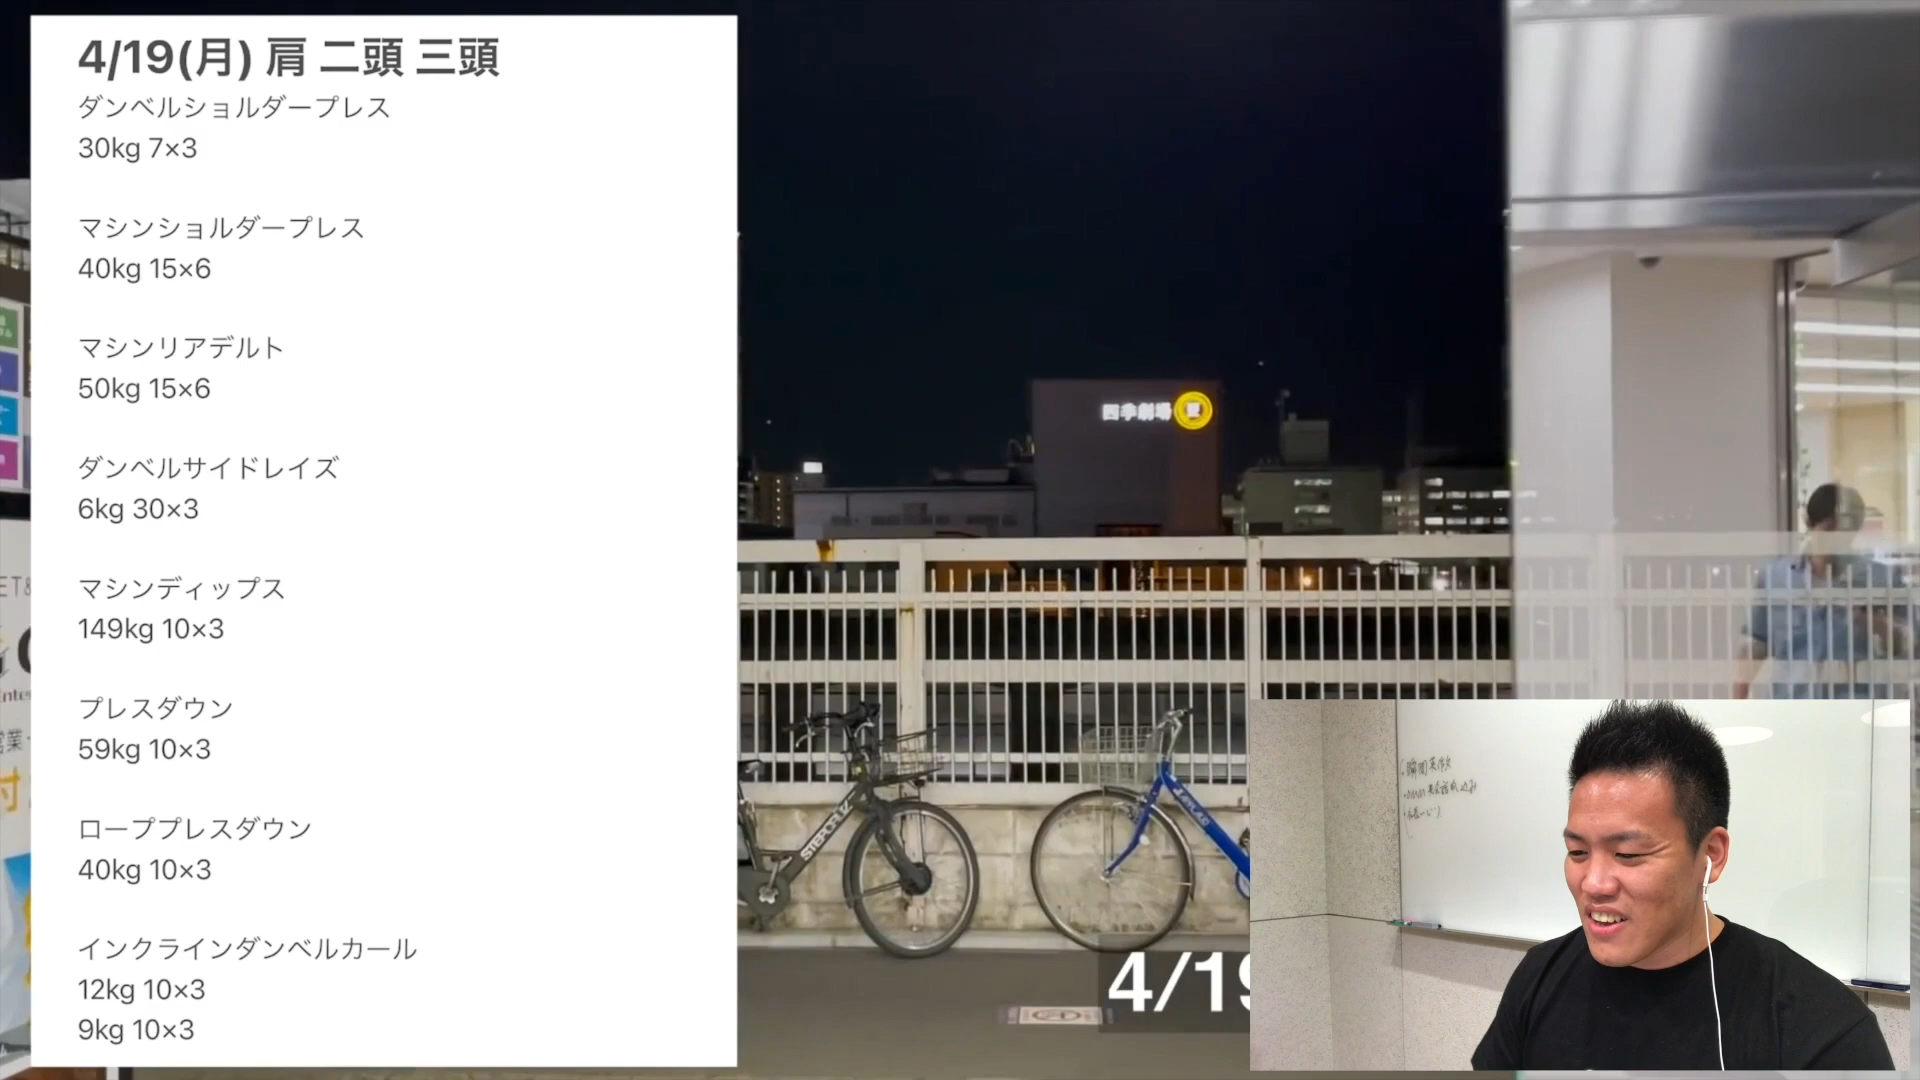 4/19(月) 肩 二頭 三頭
ダンベルショルダープレス
30kg 7×3
マシンショルダープレス
40kg 15×6
マシンリアデルト
50kg 15×6
ダンベルサイドレイズ
6kg 30×3
マシンディップス
149kg 10×3
プレスダウン
59kg 10×3
ローププレスダウン
40kg 10×3
インクラインダンベルカール
12kg 10×3
9kg 10×3
四季劇場
4/19